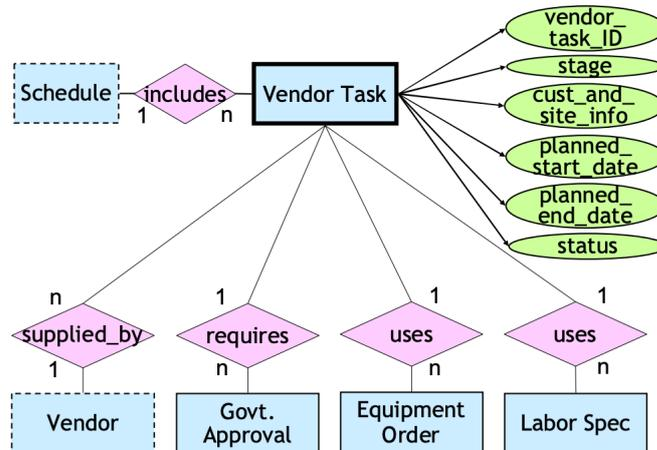 vendor_
task_ID
stage
Schedule
includes
Vendor Task
1
n
cust_and_
site_info
planned_
start_date
planned_
end_date
status
n
1
1
1
supplied_by
requires
uses
uses
1
n
n
n
Vendor
Govt.
Approval
Equipment
Order
Labor Spec